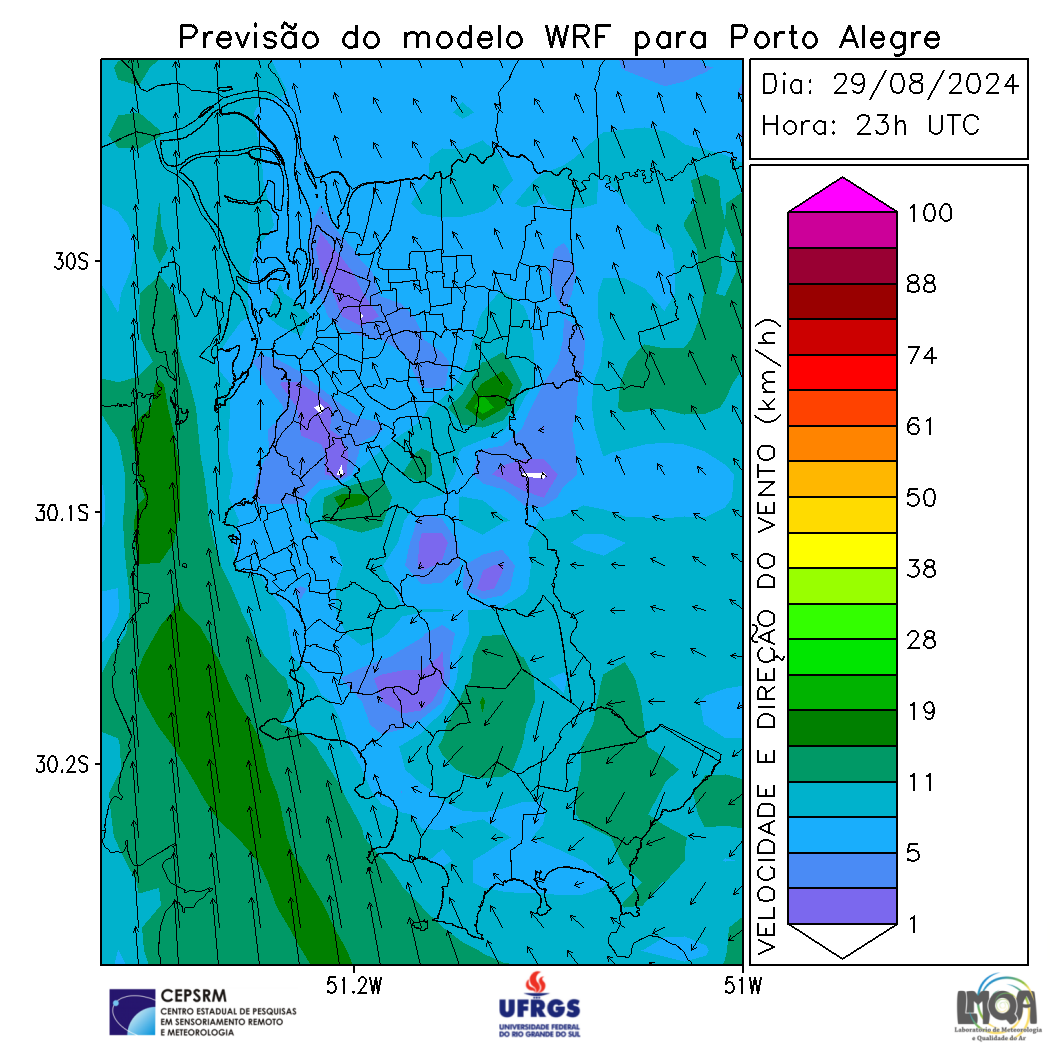 Previsão do modelo WRF para Porto Alegre
Dia: 29/08/2024
Hora: 23h UTC
30S
30.1S
30.2S
51.2W
51W
VELOCIDADE E DIREÇÃO DO VENTO (km/h)
100
88
74
61
50
38
28
19
11
5
1
CEPSRM
CENTRO ESTADUAL DE PESQUISAS
EM SENSORIAMENTO REMOTO
E METEOROLOGIA
UFRGS
UNIVERSIDADE FEDERAL
DO RIO GRANDE DO SUL
LMQA
Laboratório de Meteorologia
e Qualidade do Ar